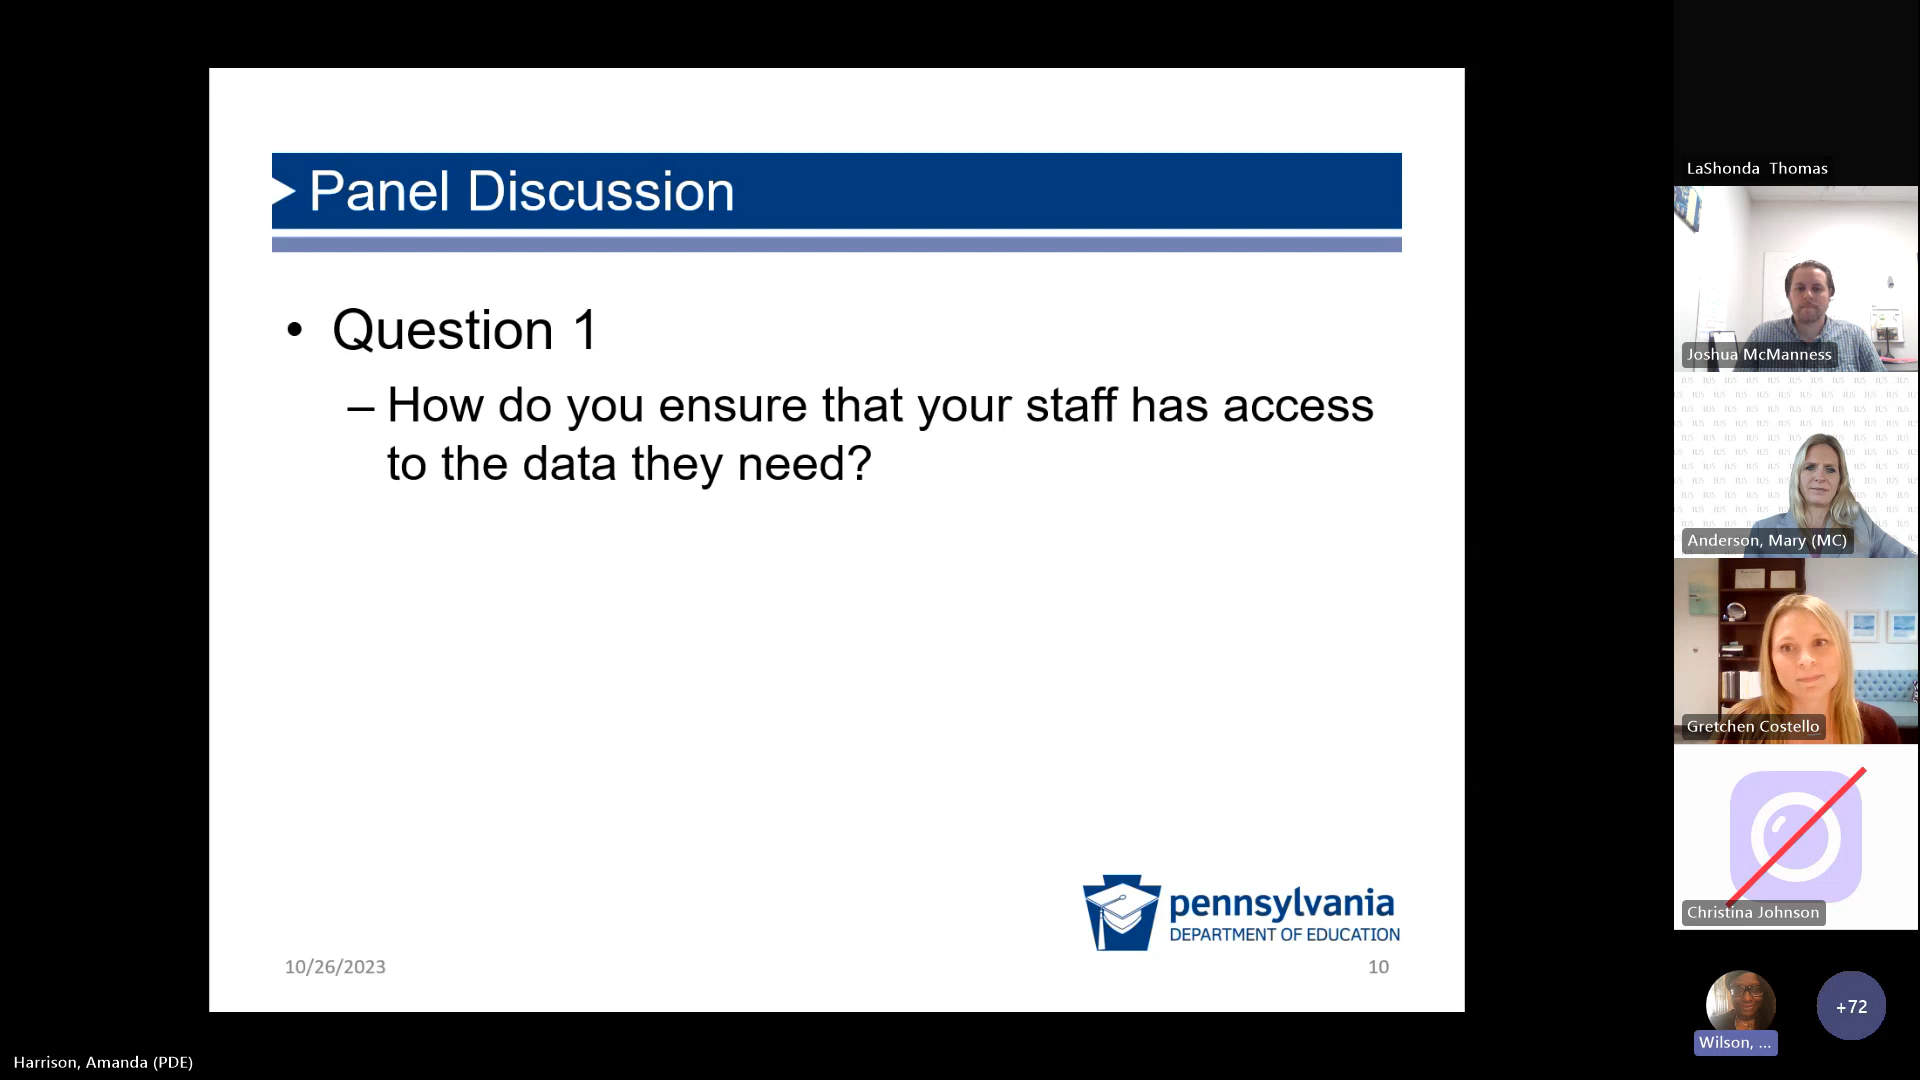 Panel Discussion
• Question 1
– How do you ensure that your staff has access
to the data they need?
pennsylvania
DEPARTMENT OF EDUCATION
10/26/2023
10
LaShonda Thomas
Joshua McManness
Anderson, Mary (MC)
Gretchen Costello
Christina Johnson
Wilson, ...
+72
Harrison, Amanda (PDE)